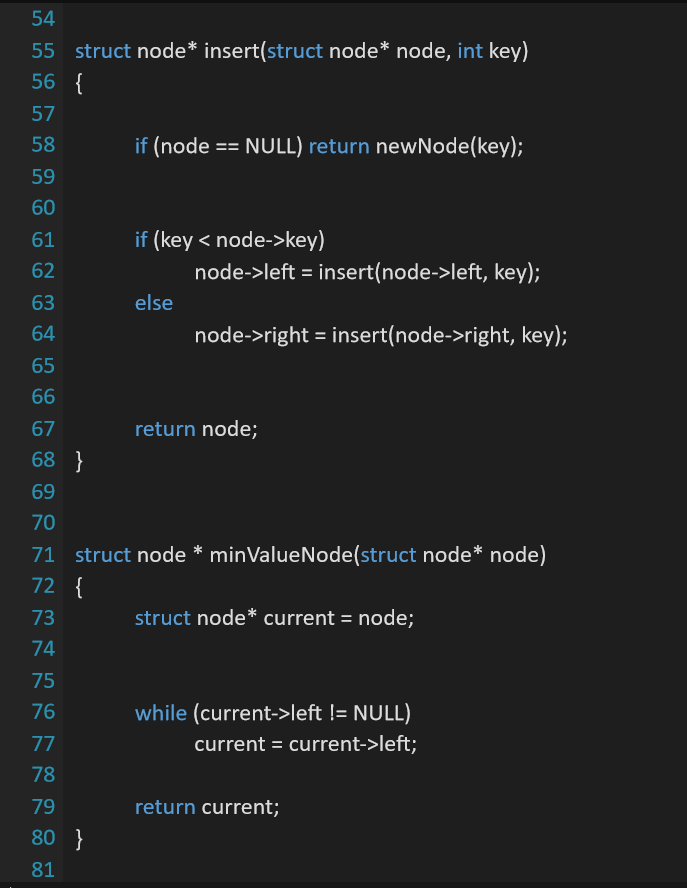 54
55 struct node* insert(struct node* node, int key)
56 {
57
58 if (node == NULL) return newNode(key);
59
60
61 if (key < node->key)
62 node->left = insert(node->left, key);
63 else
64 node->right = insert(node->right, key);
65
66
67 return node;
68 }
69
70
71 struct node * minValueNode(struct node* node)
72 {
73 struct node* current = node;
74
75
76 while (current->left != NULL)
77 current = current->left;
78
79 return current;
80 }
81